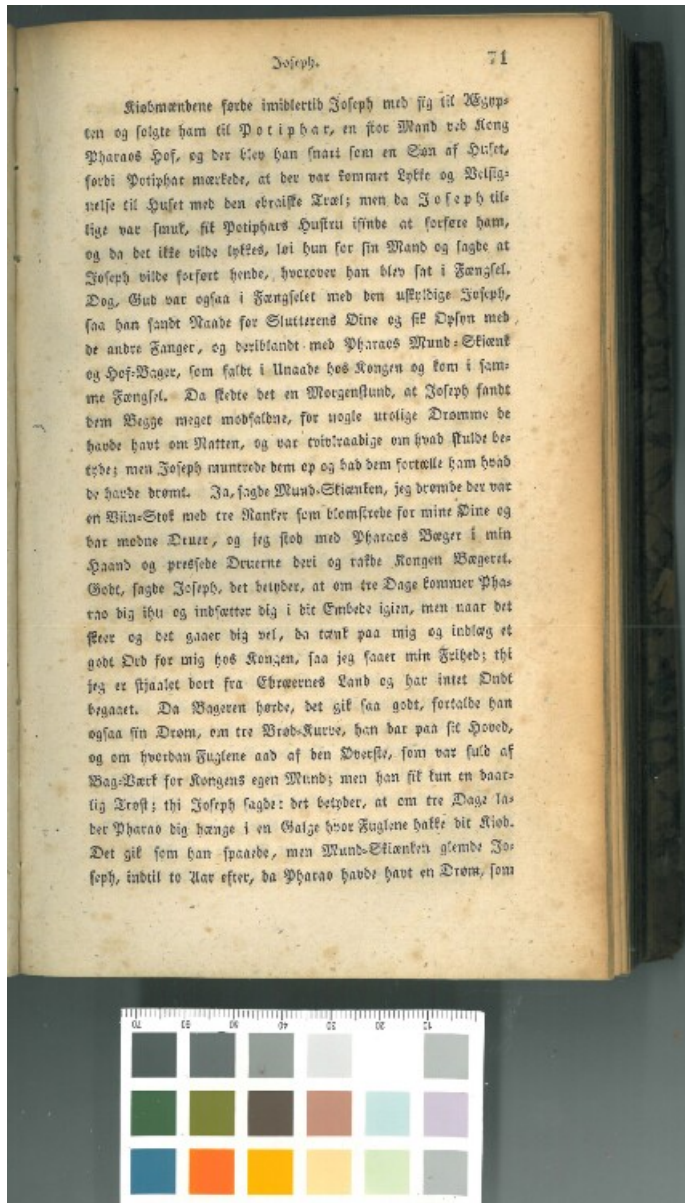 Joseph.
71
Kiøbmændene førde imidlertid Joseph med sig til Ægyp-
ten og solgte ham til Potiphar, en stor Mand ved Kong
Pharaos Hof, og der blev han snart som en Søn af Huset,
fordi Potiphar mærkede, at der var kommet Lykke og Velsig-
nelse til Huset med den ebraiske Træl; men da Joseph til-
lige var smuk, fik Potiphars Hustru isinde at forføre ham,
og da det ikke vilde lykkes, løi hun for sin Mand og sagde at
Joseph vilde forført hende, hvorover han blev sat i Fængsel.
Dog, Gud var ogsaa i Fængselet med den uskyldige Joseph,
saa han fandt Naade for Slutterens Øine og fik Opsyn med
de andre Fanger, og deriblandt med Pharaos Mund-Skiænk
og Hof-Bager, som faldt i Unaade hos Kongen og kom i sam-
me Fængsel. Da skedte det en Morgenstund, at Joseph fandt
dem Begge meget modfaldne, for nogle urolige Drømme de
havde havt om Natten, og var tvivlraadige om hvad skulde be-
tyde; men Joseph muntrede dem op og bad dem fortælle ham hvad
de havde drømt. Ja, sagde Mund-Skiænken, jeg drømde der var
en Viin-Stok med tre Ranker som blomstrede for mine Øine og
bar modne Druer, og jeg stod med Pharaos Bæger i min
Haand og pressede Druerne deri og rakde Kongen Bægeret.
Godt, sagde Joseph, det betyder, at om tre Dage kommer Pha-
rao dig ihu og indsætter dig i dit Embede igien, men naar det
skeer og det gaaer dig vel, da tænk paa mig og indlæg et
godt Ord for mig hos Kongen, saa jeg faaer min Frihed; thi
jeg er stjaalet bort fra Ebræernes Land og har intet Ondt
begaaet. Da Bageren hørde, det gik saa godt, fortalde han
ogsaa sin Drøm, om tre Brød-Kurve, han bar paa sit Hoved,
og om hvordan Fuglene aad af den Øverste, som var fuld af
Bag-Værk for Kongens egen Mund; men han fik kun en daar-
lig Trøst; thi Joseph sagde: det betyder, at om tre Dage la-
der Pharao dig hænge i en Galge hvor Fuglene hakke dit Kiød.
Det gik som han spaaede, men Mund-Skiænken glemde Jo-
seph, indtil to Aar efter, da Pharao havde havt en Drøm, som
70 60 50 40 30 20 12